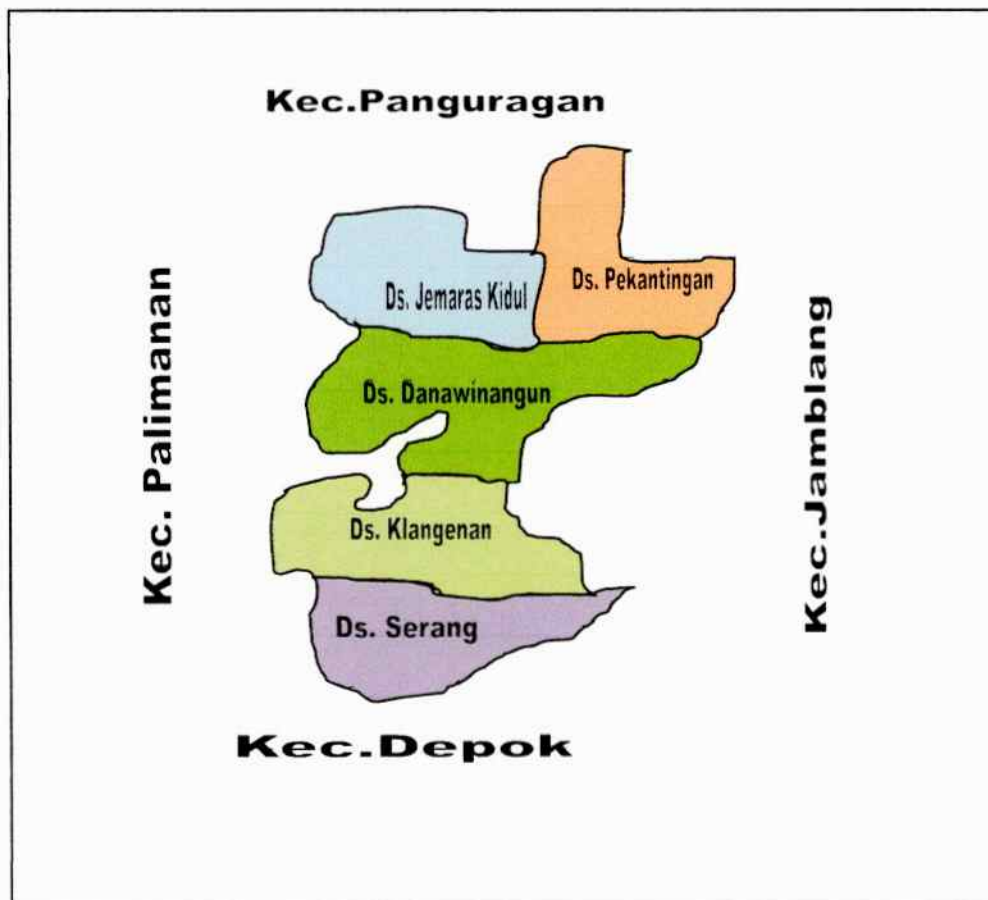 Kec.Panguragan
Ds. Pekantingan
Ds. Jemaras Kidul
Kec. Palimanan
Kec.Jamblang
Ds. Danawinangun
Ds. Klangenan
Ds. Serang
Kec.Depok